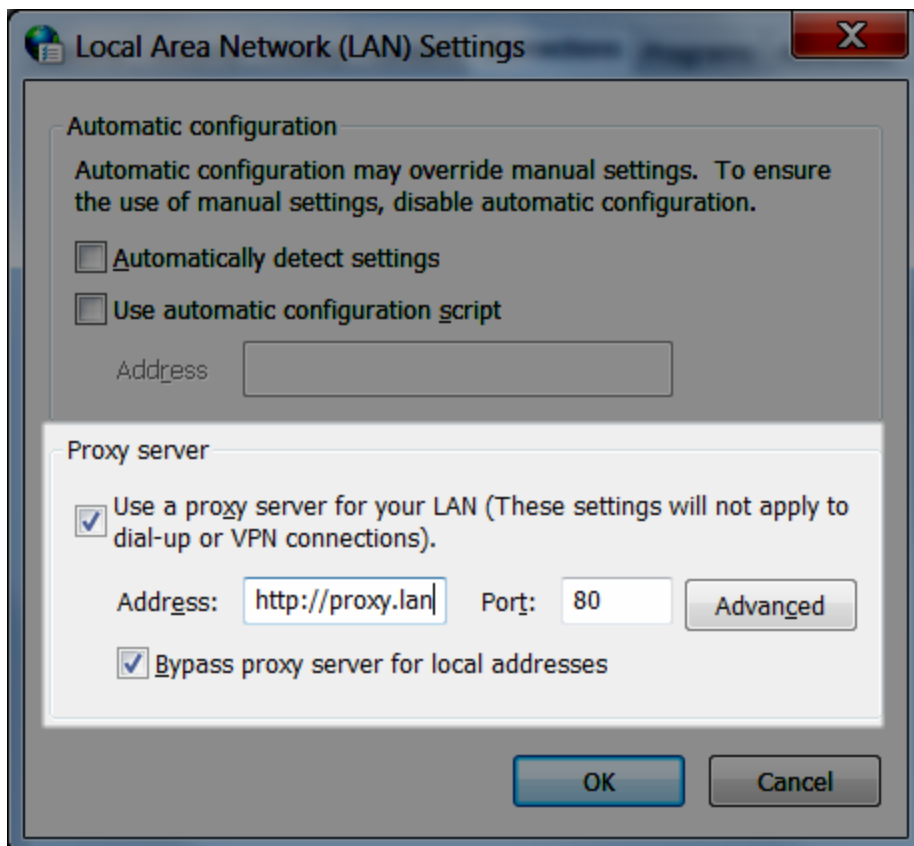 Local Area Network (LAN) Settings
X
Automatic configuration
Automatic configuration may override manual settings. To ensure
the use of manual settings, disable automatic configuration.
Automatically detect settings
Use automatic configuration script
Address
Proxy server
Use a proxy server for your LAN (These settings will not apply to
dial-up or VPN connections).
Address: http://proxy.lan Port: 80 Advanced
Bypass proxy server for local addresses
OK Cancel